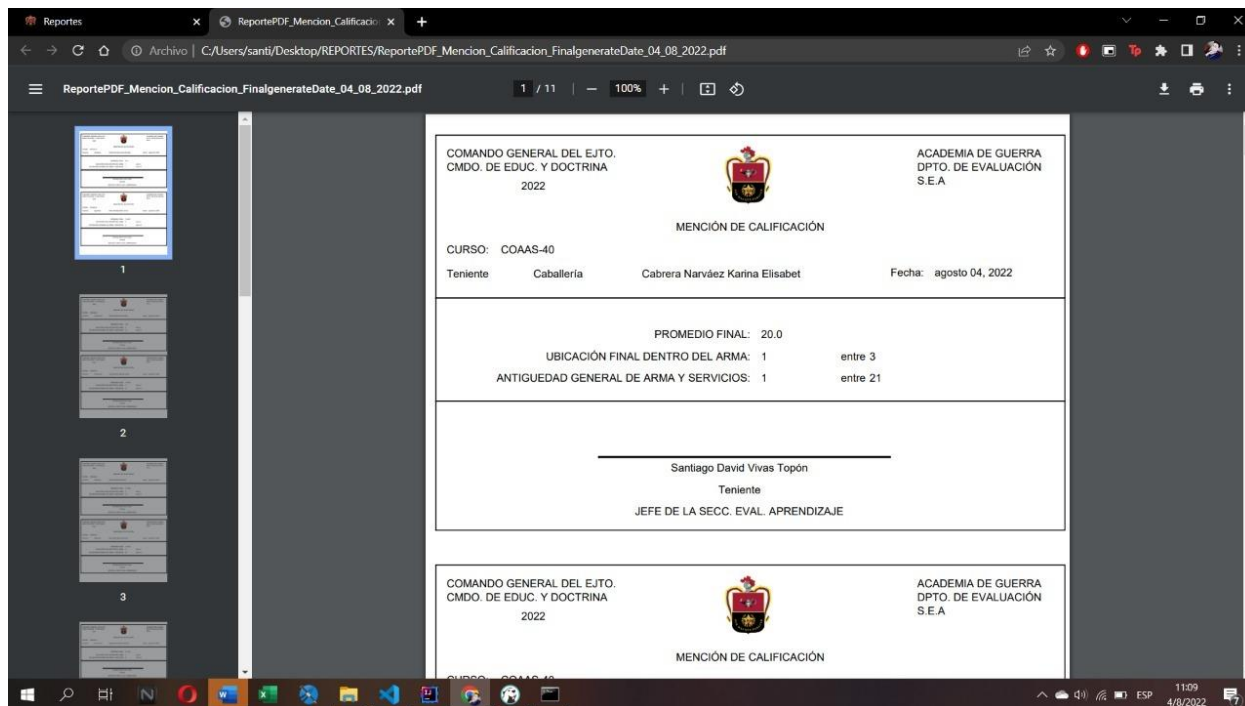 Reportes
ReportePDF_Mencion_Calificacio
Archivo | C:/Users/santi/Desktop/REPORTES/ReportePDF_Mencion_Calificacion_FinalgenerateDate_04_08_2022.pdf
ReportePDF_Mencion_Calificacion_FinalgenerateDate_04_08_2022.pdf
1 / 11 | − 100% +
1
2
3
COMANDO GENERAL DEL EJTO.
CMDO. DE EDUC. Y DOCTRINA
2022
ACADEMIA DE GUERRA
DPTO. DE EVALUACIÓN
S.E.A
MENCIÓN DE CALIFICACIÓN
CURSO: COAAS-40
Teniente Caballería Cabrera Narváez Karina Elisabet Fecha: agosto 04, 2022
PROMEDIO FINAL: 20.0
UBICACIÓN FINAL DENTRO DEL ARMA: 1 entre 3
ANTIGUEDAD GENERAL DE ARMA Y SERVICIOS: 1 entre 21
Santiago David Vivas Topón
Teniente
JEFE DE LA SECC. EVAL. APRENDIZAJE
COMANDO GENERAL DEL EJTO.
CMDO. DE EDUC. Y DOCTRINA
2022
ACADEMIA DE GUERRA
DPTO. DE EVALUACIÓN
S.E.A
MENCIÓN DE CALIFICACIÓN
CURSO: COAAS-40
ESP
11:09
4/8/2022